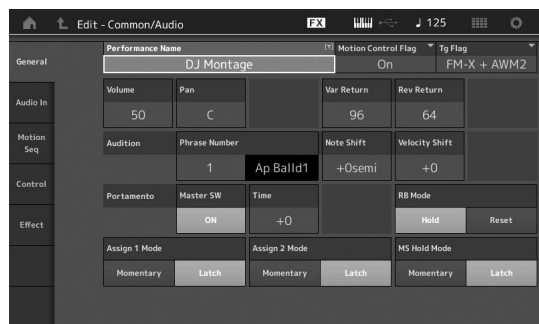 Edit - Common/Audio FX ♩ 125
General
Audio In
Motion Seq
Control
Effect
Performance Name
DJ Montage
Motion Control Flag
On
Tg Flag
FM-X + AWM2
Volume
50
Pan
C
Var Return
96
Rev Return
64
Audition
Phrase Number
1
Ap Balld1
Note Shift
+0semi
Velocity Shift
+0
Portamento
Master SW
ON
Time
+0
RB Mode
Hold
Reset
Assign 1 Mode
Momentary
Latch
Assign 2 Mode
Momentary
Latch
MS Hold Mode
Momentary
Latch